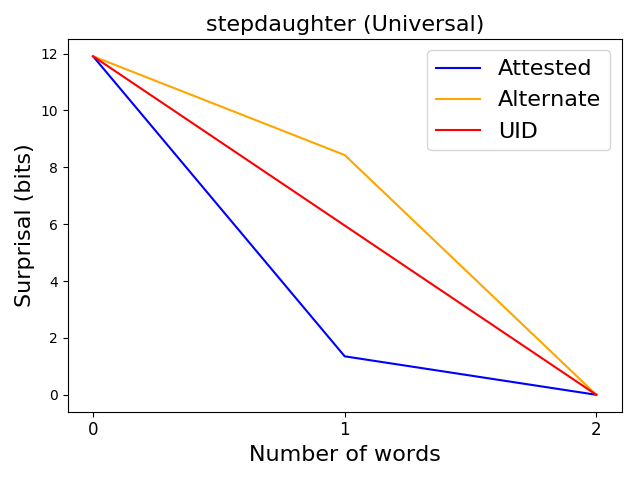 stepdaughter (Universal)
Surprisal (bits)
12
10
8
6
4
2
0
Attested
Alternate
UID
0
1
2
Number of words